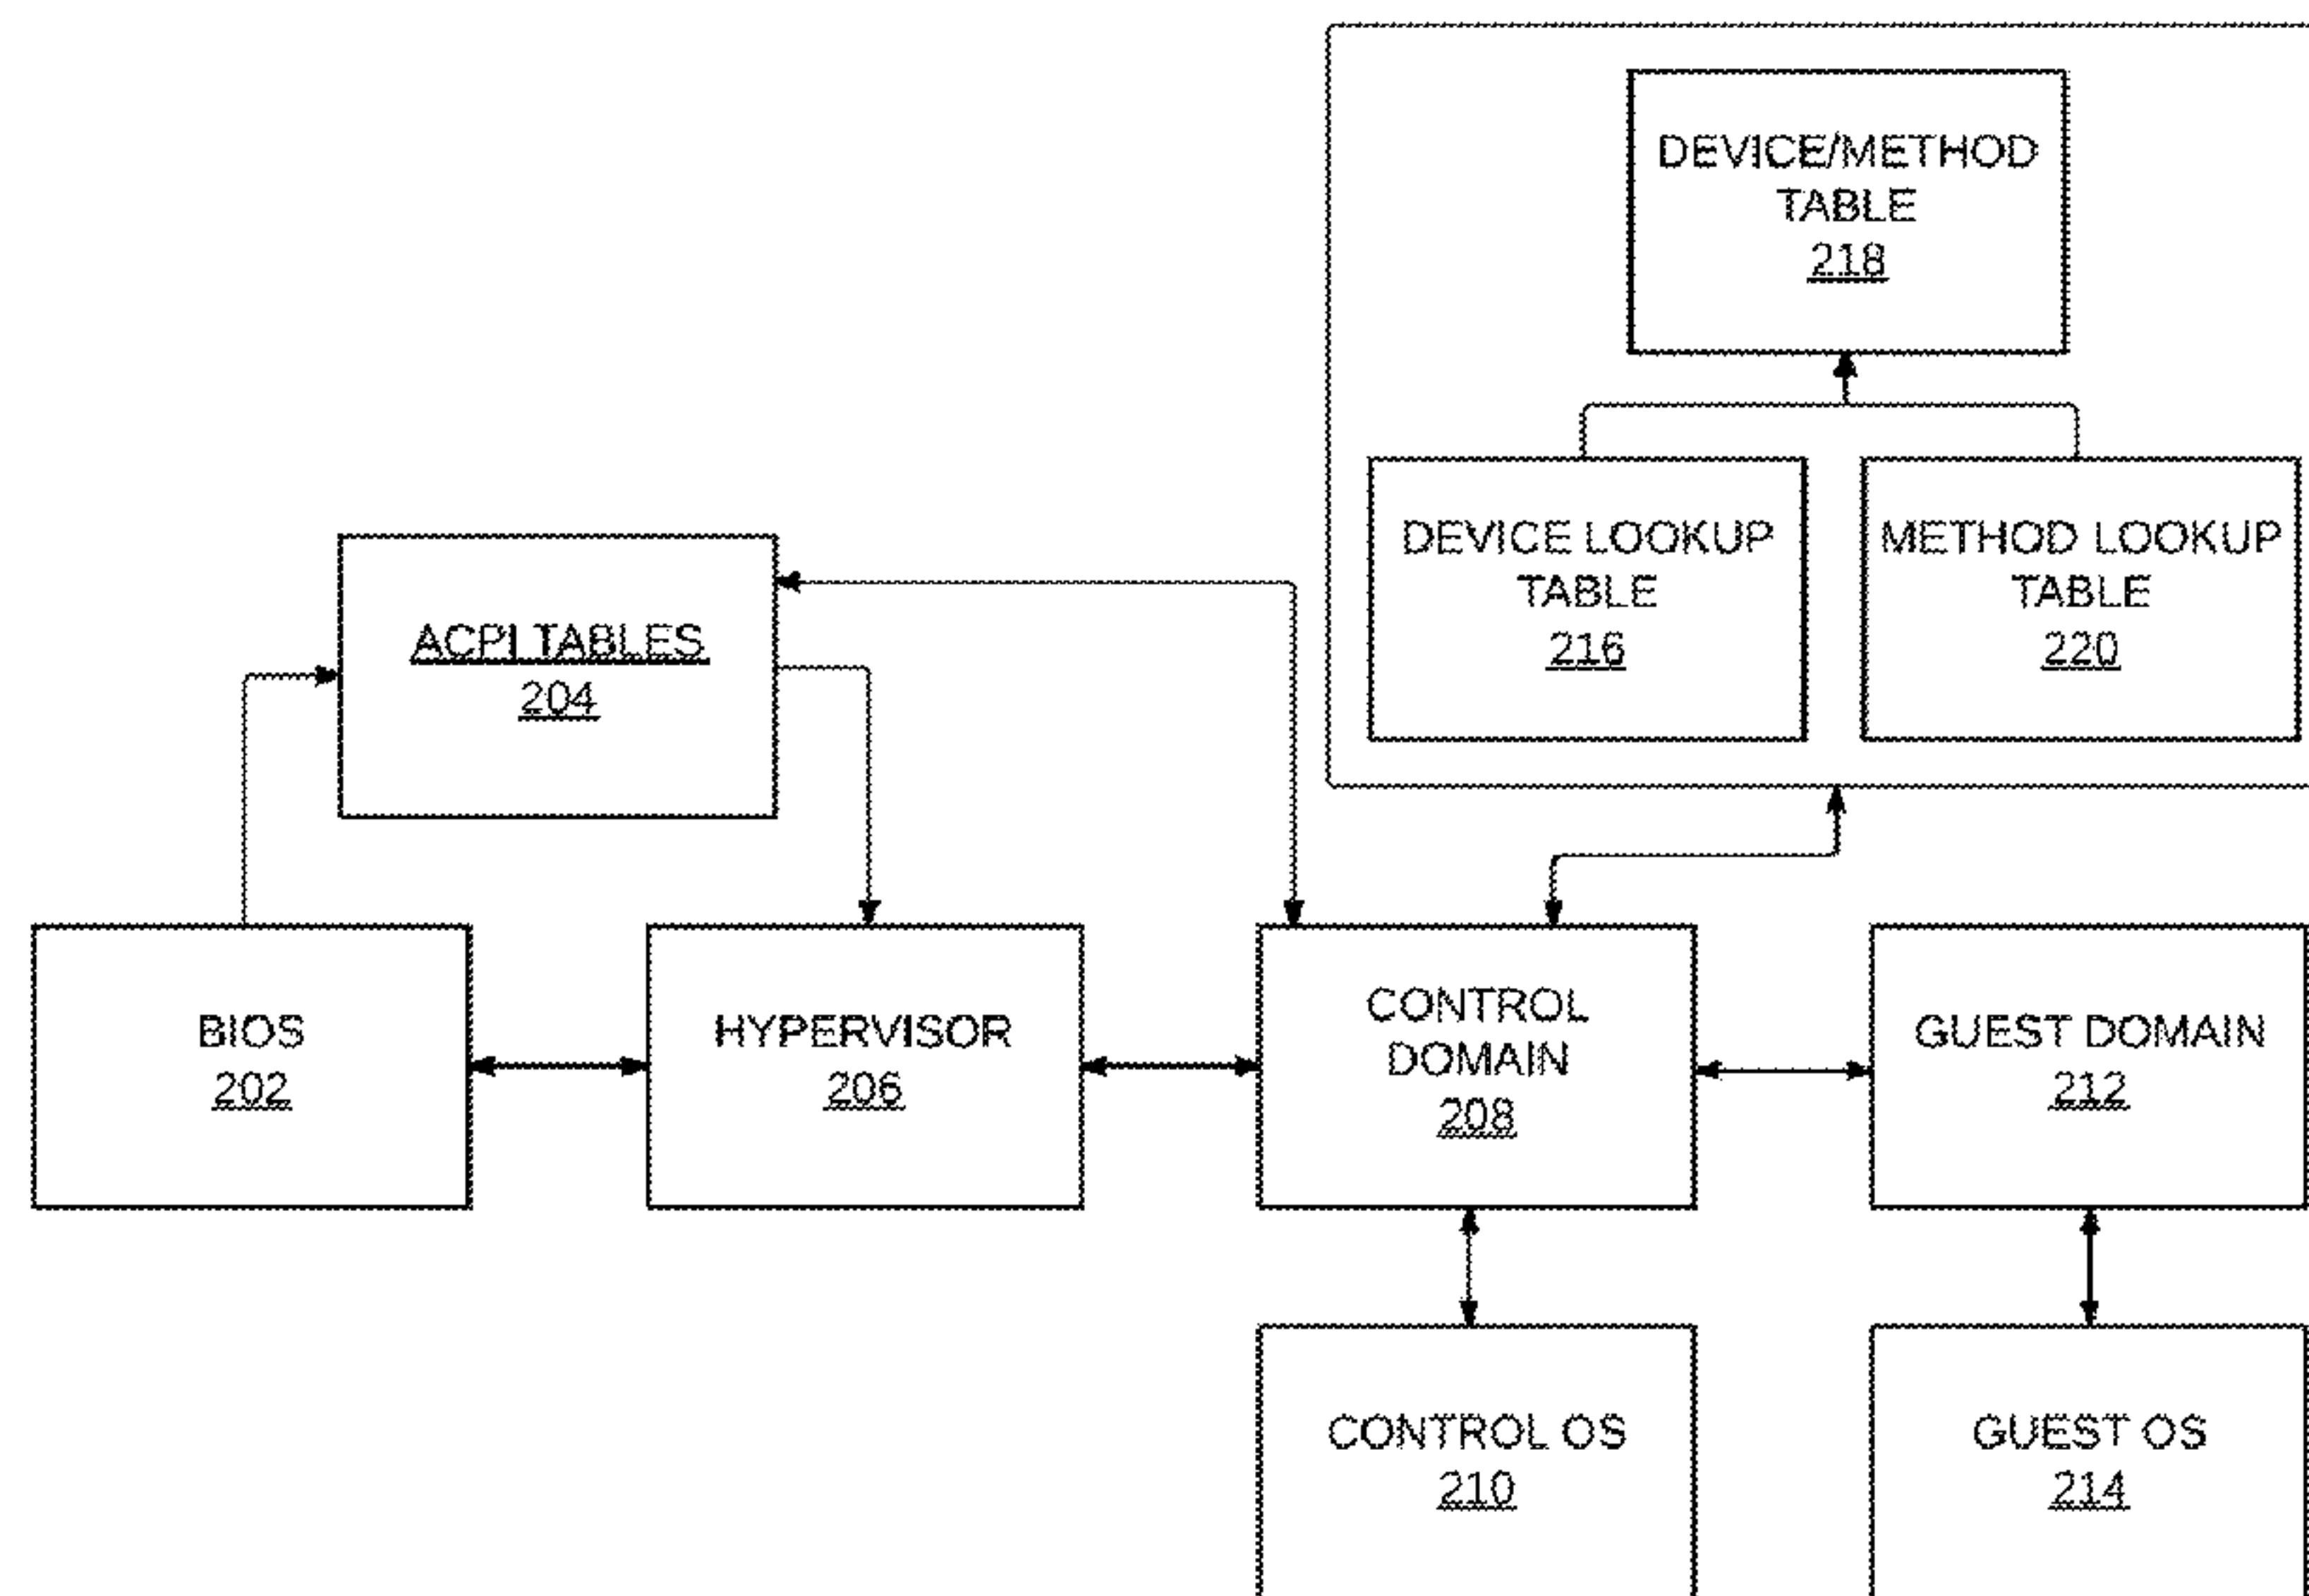 DEVICE/METHOD
TABLE
218
DEVICE LOOKUP
TABLE
216
METHOD LOOKUP
TABLE
220
ACPI TABLES
204
BIOS
202
HYPERVISOR
206
CONTROL
DOMAIN
208
GUEST DOMAIN
212
CONTROL OS
210
GUEST OS
214